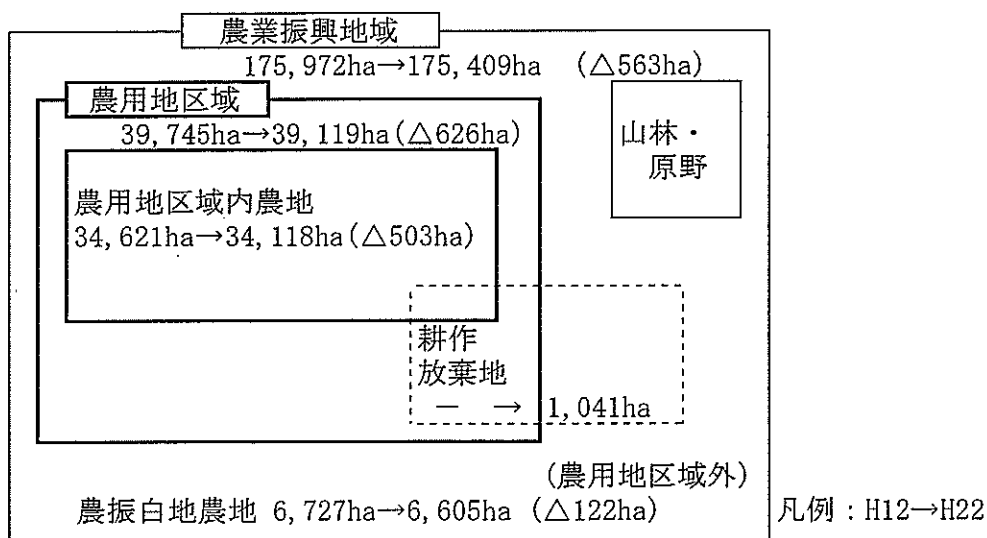 農業振興地域
175,972ha→175,409ha (△563ha)
農用地区域
39,745ha→39,119ha(△626ha)
山林・
原野
農用地区域内農地
34,621ha→34,118ha(△503ha)
耕作
放棄地
－ → 1,041ha
(農用地区域外)
農振白地農地 6,727ha→6,605ha (△122ha)
凡例：H12→H22